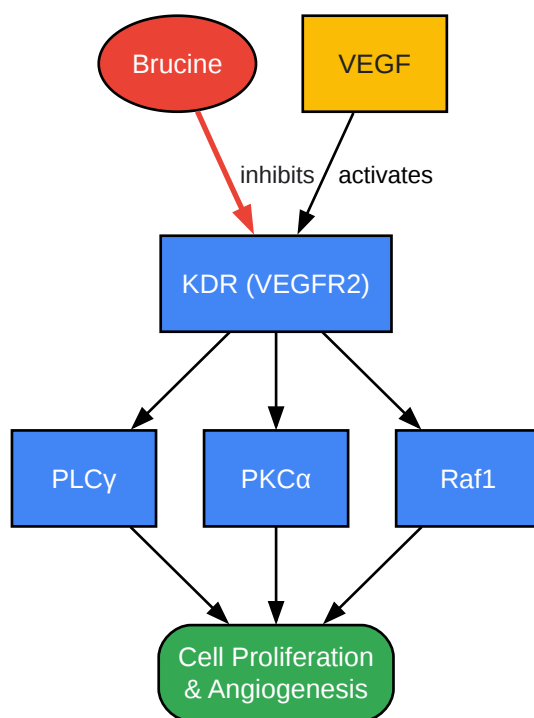 Brucine
VEGF
inhibits
activates
KDR (VEGFR2)
PLCγ
PKCα
Raf1
Cell Proliferation
& Angiogenesis